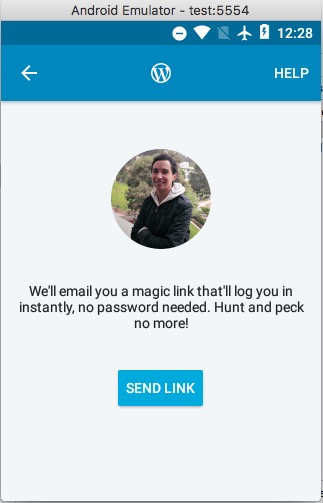 Android Emulator - test:5554
12:28
HELP
We'll email you a magic link that'll log you in
instantly, no password needed. Hunt and peck
no more!
SEND LINK